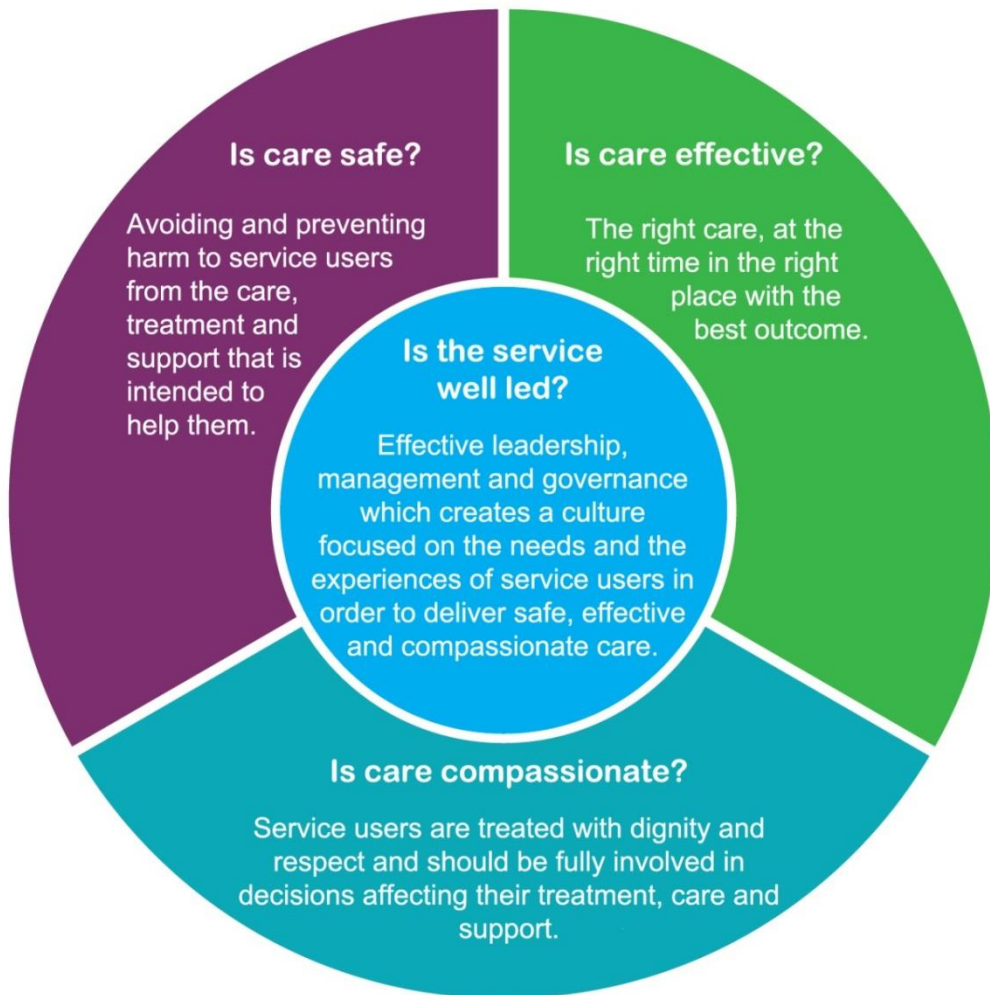 Is care safe?
Avoiding and preventing
harm to service users
from the care,
treatment and
support that is
intended to
help them.
Is care effective?
The right care, at the
right time in the right
place with the
best outcome.
Is the service
well led?
Effective leadership,
management and governance
which creates a culture
focused on the needs and the
experiences of service users in
order to deliver safe, effective
and compassionate care.
Is care compassionate?
Service users are treated with dignity and
respect and should be fully involved in
decisions affecting their treatment, care and
support.